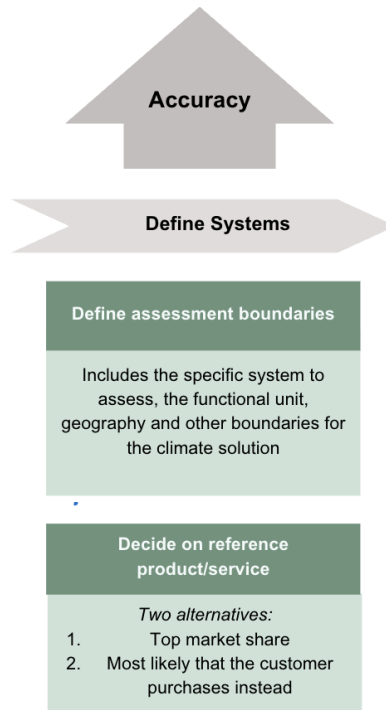 Accuracy
Define Systems
Define assessment boundaries
Includes the specific system to
assess, the functional unit,
geography and other boundaries for
the climate solution
Decide on reference
product/service
Two alternatives:
1. Top market share
2. Most likely that the customer
purchases instead